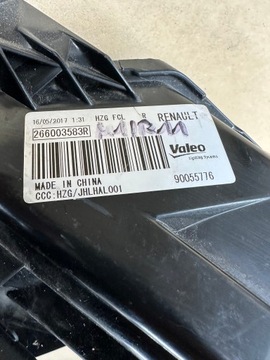 16/05/2017 1:31 HZG FCL R RENAULT
266003583R
Valeo
MADE IN CHINA
90055776
CCC:HZG/JHLHAL001